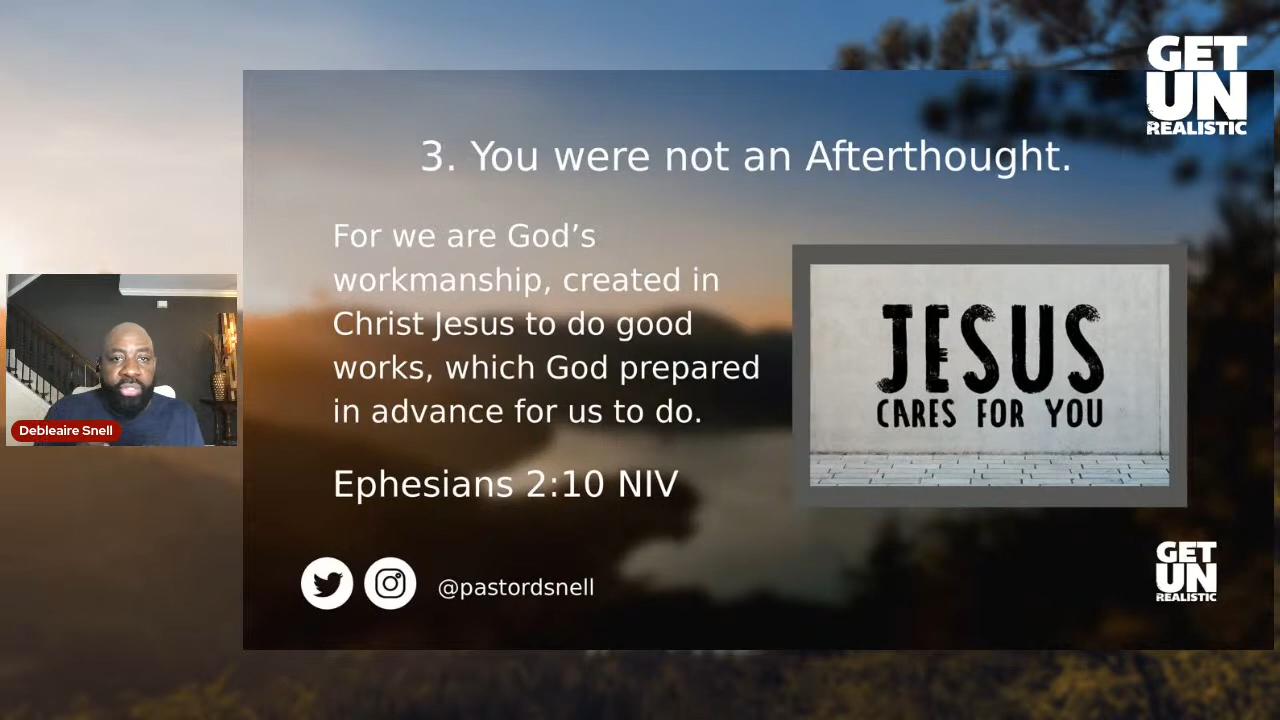 GET
UN
REALISTIC
3. You were not an Afterthought.
For we are God’s
workmanship, created in
Christ Jesus to do good
works, which God prepared
in advance for us to do.
Ephesians 2:10 NIV
JESUS
CARES FOR YOU
Debleaire Snell
@pastordsnell
GET
UN
REALISTIC